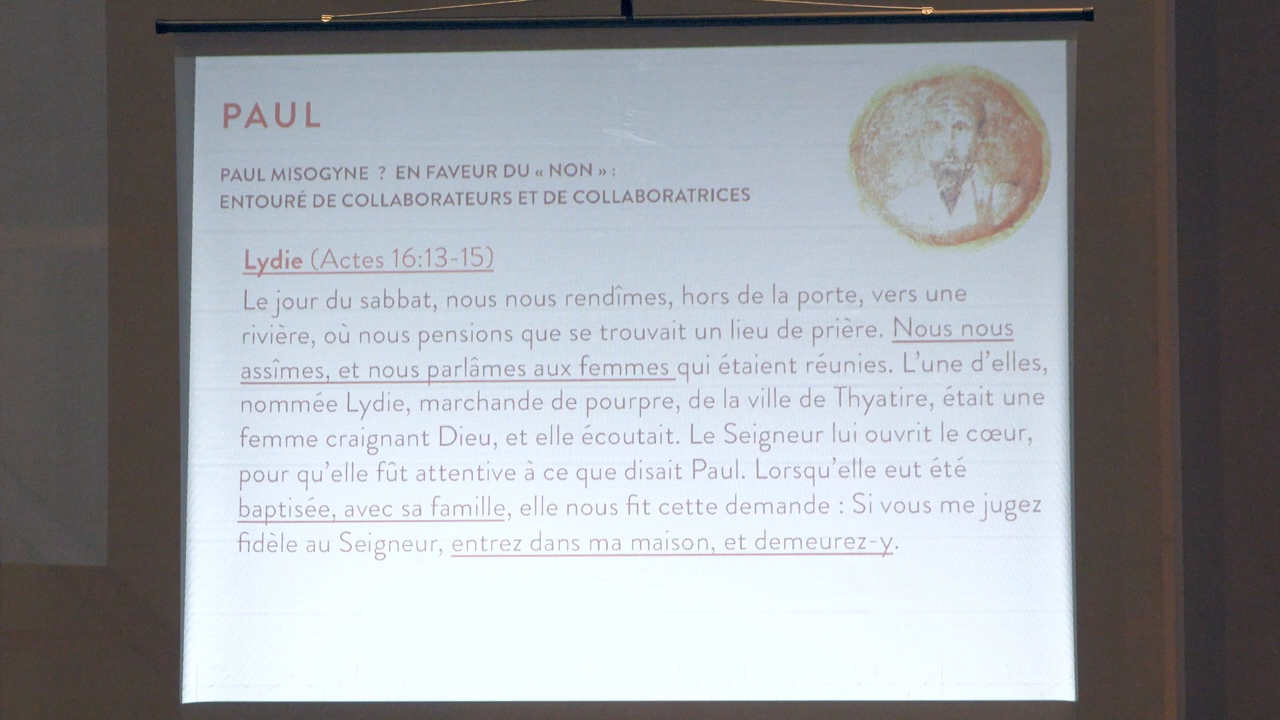 PAUL
PAUL MISOGYNE ? EN FAVEUR DU « NON » :
ENTOURÉ DE COLLABORATEURS ET DE COLLABORATRICES
Lydie (Actes 16:13-15)
Le jour du sabbat, nous nous rendîmes, hors de la porte, vers une
rivière, où nous pensions que se trouvait un lieu de prière. Nous nous
assîmes, et nous parlâmes aux femmes qui étaient réunies. L'une d'elles,
nommée Lydie, marchande de pourpre, de la ville de Thyatire, était une
femme craignant Dieu, et elle écoutait. Le Seigneur lui ouvrit le cœur,
pour qu'elle fût attentive à ce que disait Paul. Lorsqu'elle eut été
baptisée, avec sa famille, elle nous fit cette demande : Si vous me jugez
fidèle au Seigneur, entrez dans ma maison, et demeurez-y.